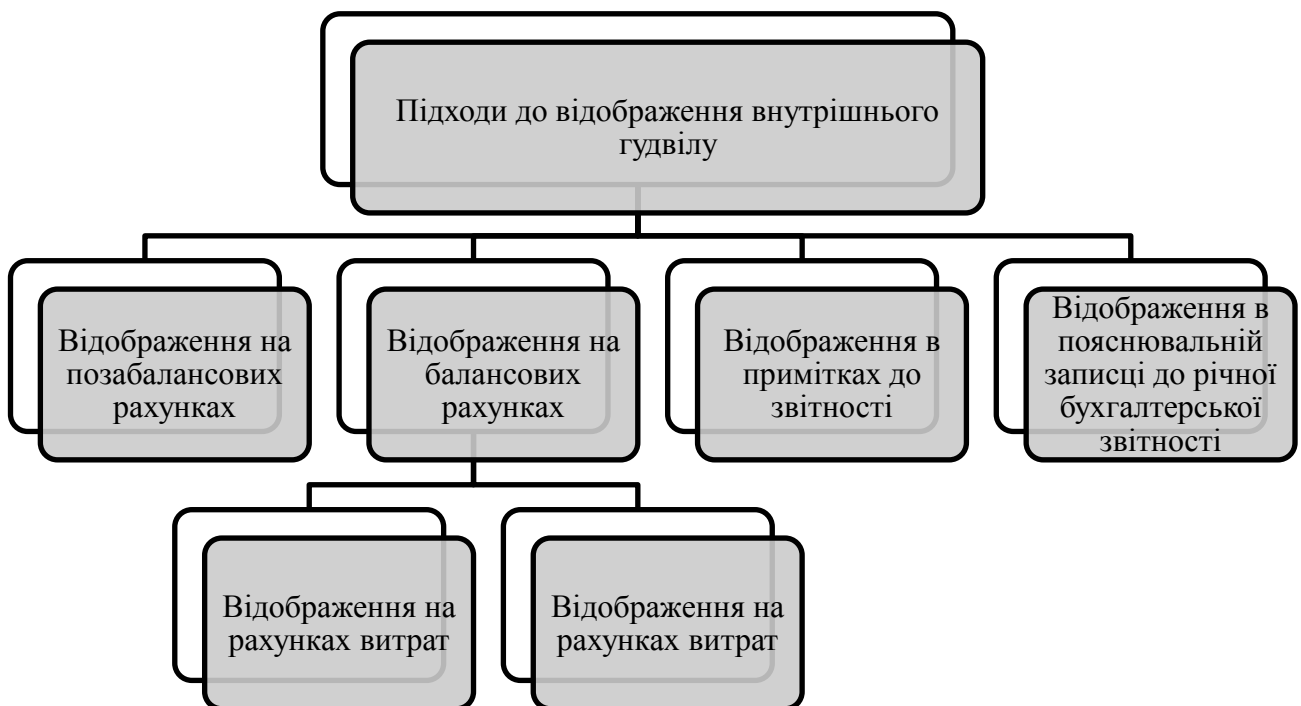 Підходи до відображення внутрішнього
гудвілу
Відображення на
позабалансових
рахунках
Відображення на
балансових
рахунках
Відображення в
примітках до
звітності
Відображення в
пояснювальній
записці до річної
бухгалтерської
звітності
Відображення на
рахунках витрат
Відображення на
рахунках витрат